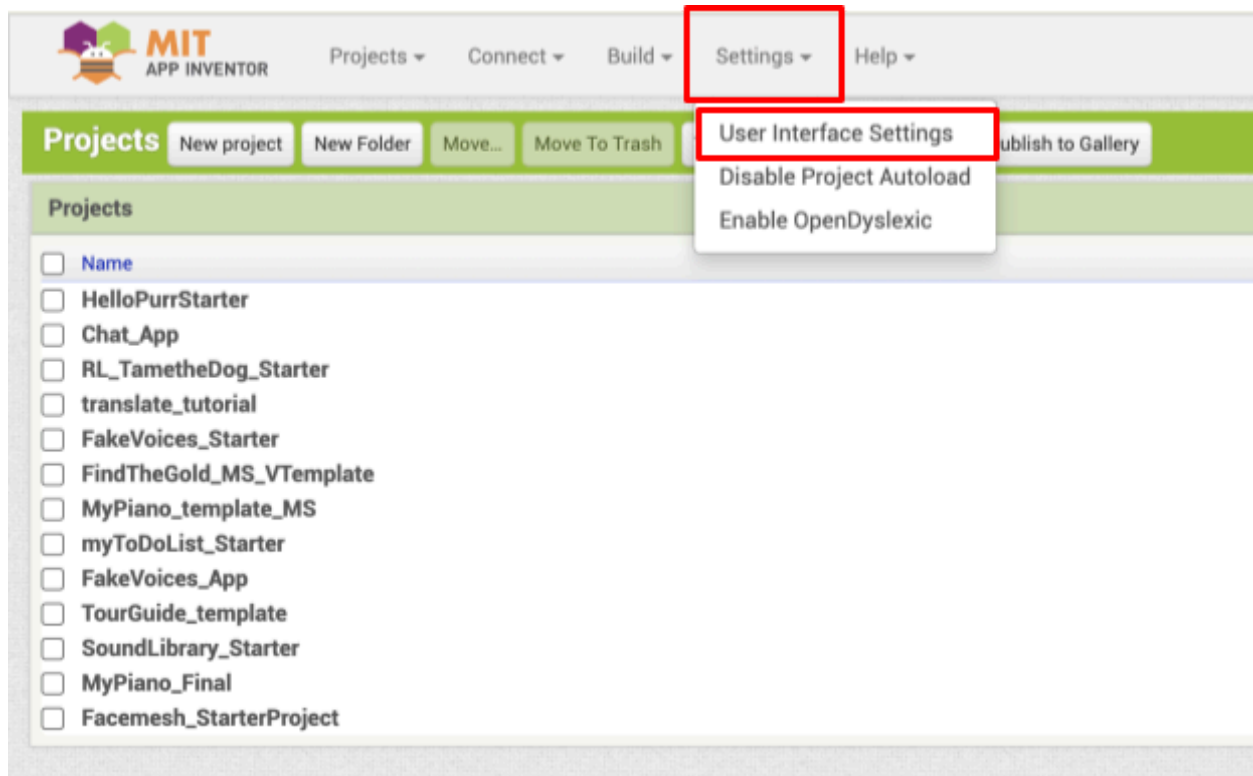 MIT
APP INVENTOR
Projects Connect Build Settings Help
Projects New project New Folder Move... Move To Trash
User Interface Settings
Disable Project Autoload
Enable OpenDyslexic
ublish to Gallery
Projects
Name
HelloPurrStarter
Chat_App
RL_TametheDog_Starter
translate_tutorial
FakeVoices_Starter
FindTheGold_MS_VTemplate
MyPiano_template_MS
myToDoList_Starter
FakeVoices_App
TourGuide_template
SoundLibrary_Starter
MyPiano_Final
Facemesh_StarterProject